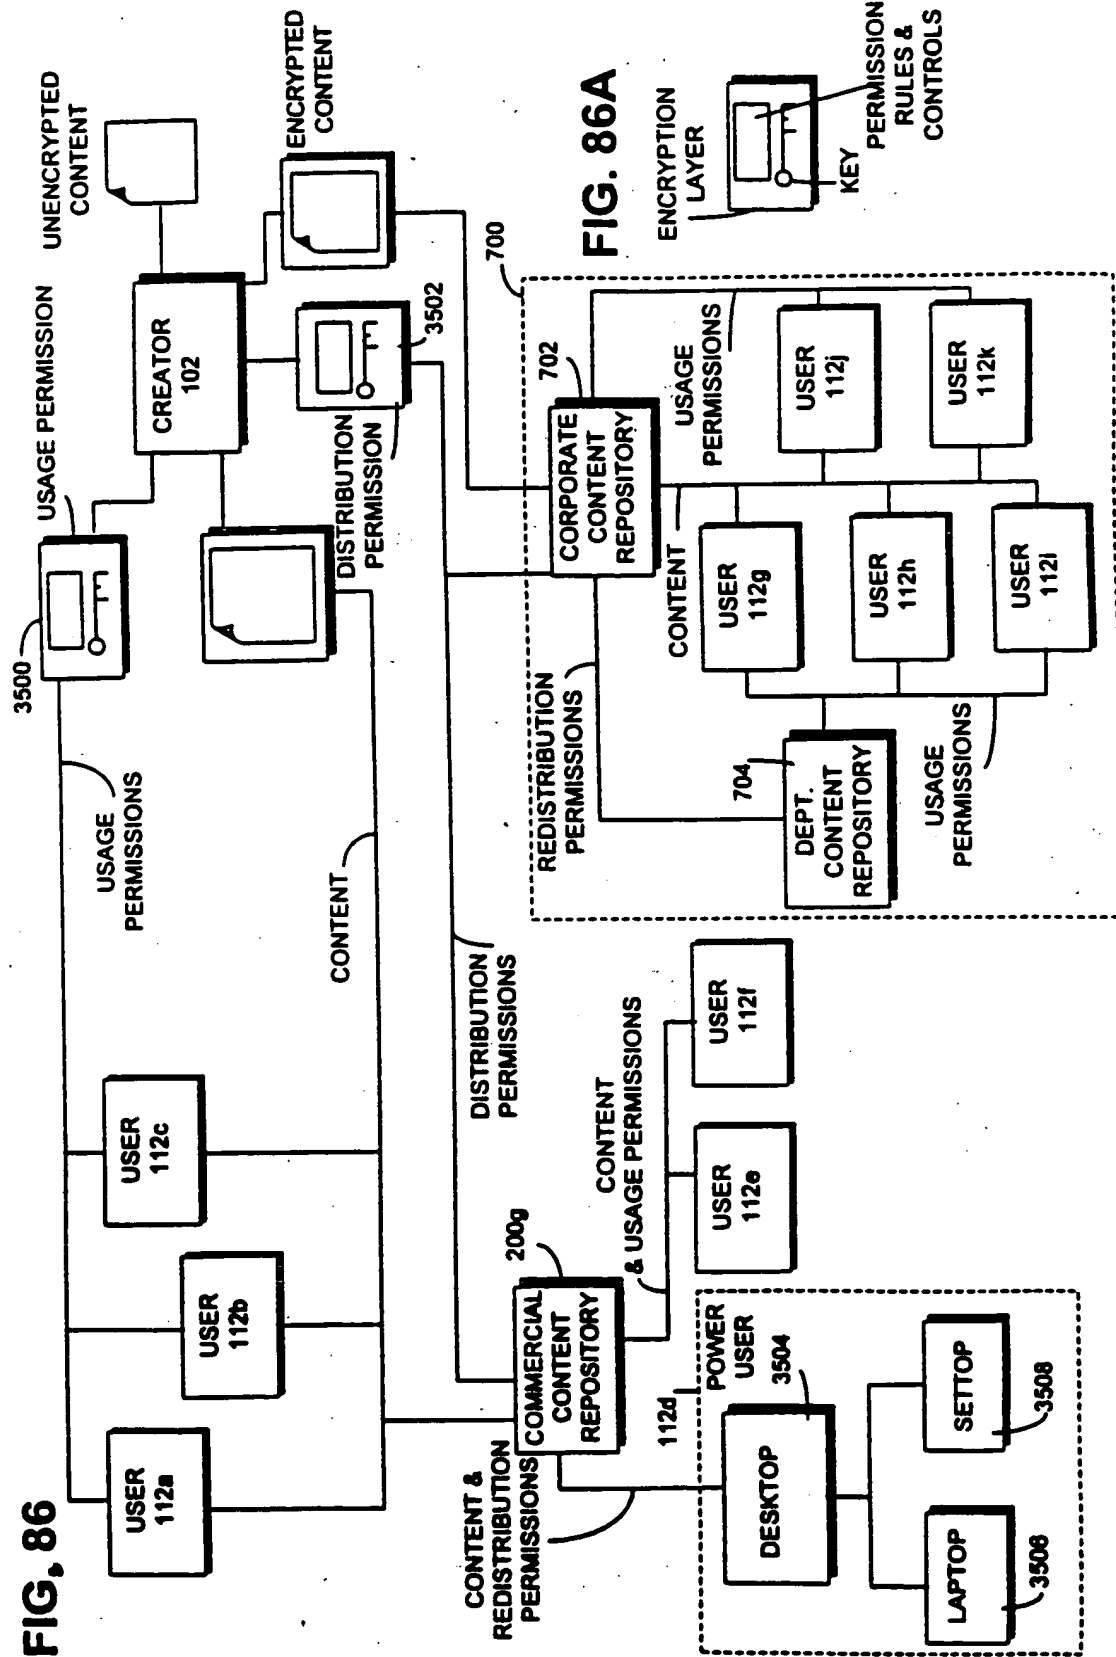 FIG, 86
UNENCRYPTED
CONTENT
USAGE PERMISSION
3500
CREATOR
102
ENCRYPTED
CONTENT
3502
DISTRIBUTION
PERMISSION
USAGE
PERMISSIONS
CONTENT
USER
112a
USER
112b
USER
112c
DISTRIBUTION
PERMISSIONS
COMMERCIAL
CONTENT
REPOSITORY
200g
CONTENT &
REDISTRIBUTION
PERMISSIONS
CONTENT
& USAGE PERMISSIONS
USER
112e
USER
112f
112d
POWER
USER
3504
DESKTOP
LAPTOP
3506
SETTOP
3508
700
702
CORPORATE
CONTENT
REPOSITORY
REDISTRIBUTION
PERMISSIONS
704
DEPT.
CONTENT
REPOSITORY
CONTENT
USAGE
PERMISSIONS
USER
112g
USER
112h
USER
112i
USER
112j
USER
112k
USAGE
PERMISSIONS
FIG. 86A
ENCRYPTION
LAYER
KEY
PERMISSION
RULES &
CONTROLS